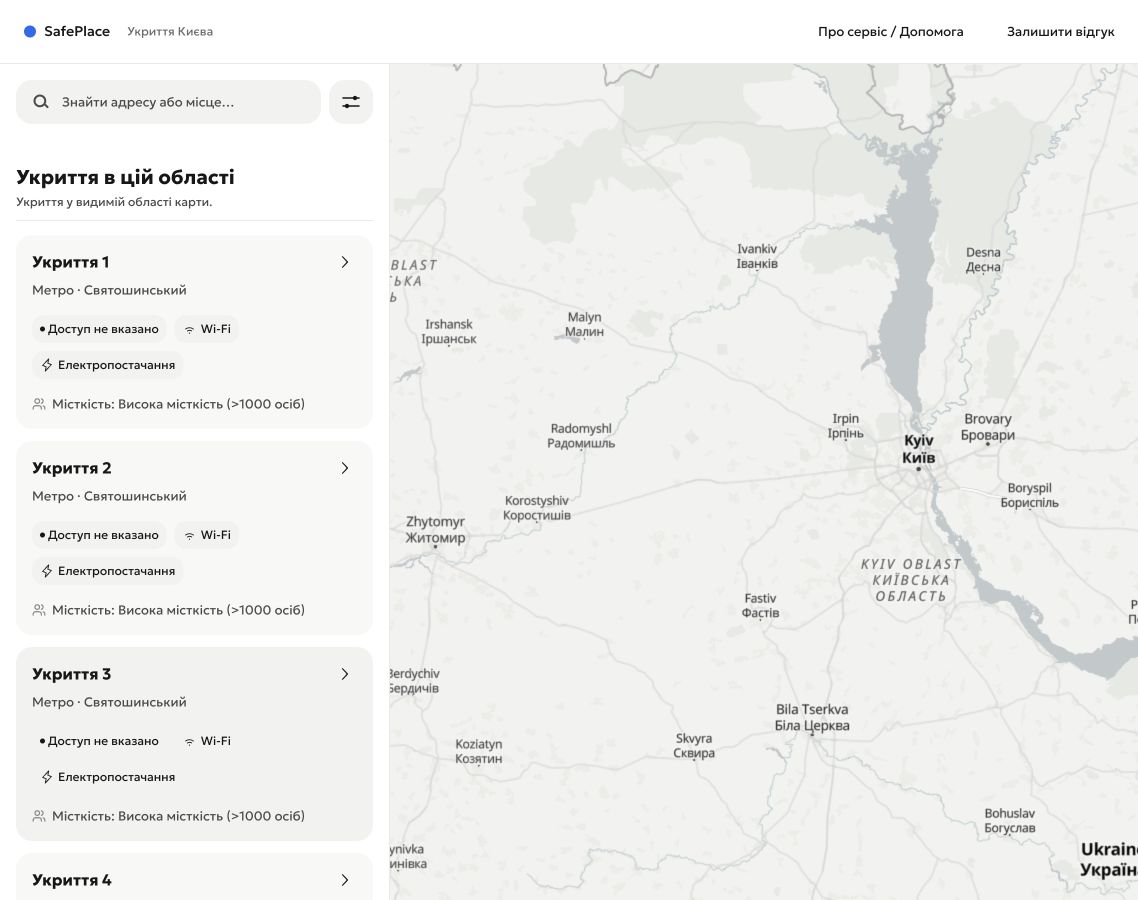 SafePlace
Укриття Києва
Про сервіс / Допомога
Залишити відгук
Знайти адресу або місце…
Укриття в цій області
Укриття у видимій області карти.
Укриття 1
Метро · Святошинський
Доступ не вказано
Wi-Fi
Електропостачання
Місткість: Висока місткість (>1000 осіб)
Укриття 2
Метро · Святошинський
Доступ не вказано
Wi-Fi
Електропостачання
Місткість: Висока місткість (>1000 осіб)
Укриття 3
Метро · Святошинський
Доступ не вказано
Wi-Fi
Електропостачання
Місткість: Висока місткість (>1000 осіб)
Укриття 4
Ivankiv
Іванків
Desna
Десна
BLAST
Irshansk
Іршанськ
Malyn
Малин
Radomyshl
Радомишль
Irpin
Ірпінь
Brovary
Бровари
Kyiv
Київ
Boryspil
Бориспіль
Korostyshiv
Коростишів
Zhytomyr
Житомир
KYIV OBLAST
КИЇВСЬКА
ОБЛАСТЬ
Fastiv
Фастів
Berdychiv
Бердичів
Bila Tserkva
Біла Церква
Skvyra
Сквира
Koziatyn
Козятин
Bohuslav
Богуслав
ynivka
инівка
Ukraine
Україна